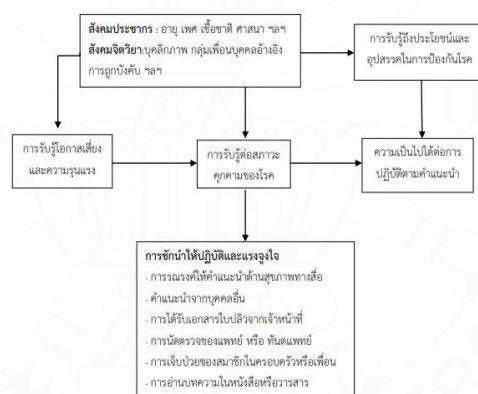 สังคมประชากร : อายุ เพศ เชื้อชาติ ศาสนา ฯลฯ
สังคมจิตวิทยา:บุคลิกภาพ กลุ่มเพื่อนบุคคลอ้างอิง
การถูกบังคับ ฯลฯ
การรับรู้ถึงประโยชน์และ
อุปสรรคในการป้องกันโรค
การรับรู้โอกาสเสี่ยง
และความรุนแรง
การรับรู้ต่อสภาวะ
คุกคามของโรค
ความเป็นไปได้ต่อการ
ปฏิบัติตามคำแนะนำ
การชักนำให้ปฏิบัติและแรงจูงใจ
- การรณรงค์ให้คำแนะนำด้านสุขภาพทางสื่อ
- คำแนะนำจากบุคคลอื่น
- การได้รับเอกสารใบปลิวจากเจ้าหน้าที่
- การนัดตรวจของแพทย์ หรือ ทันตแพทย์
- การเจ็บป่วยของสมาชิกในครอบครัวหรือเพื่อน
- การอ่านบทความในหนังสือหรือวารสาร